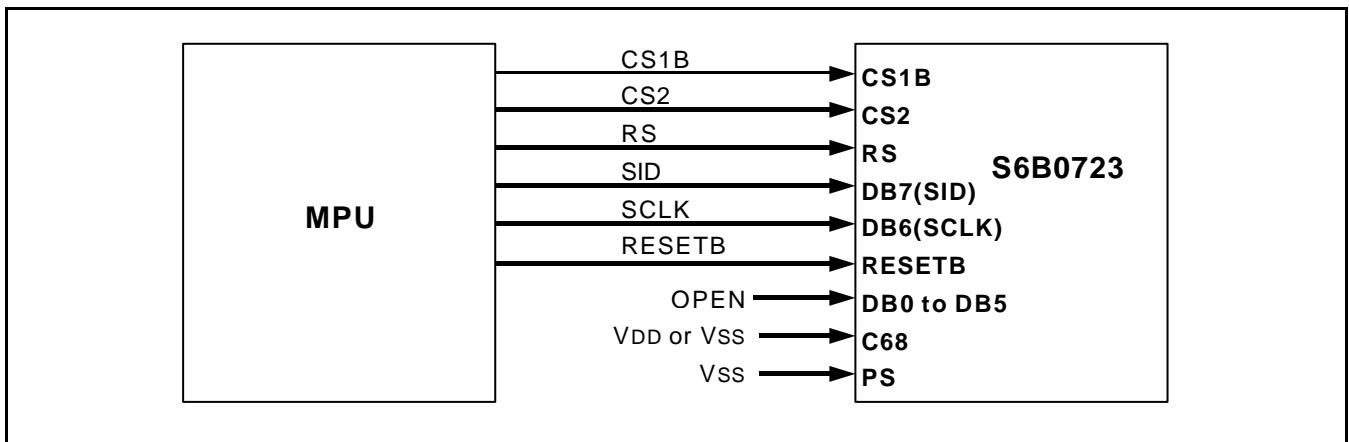 MPU
CS1B
CS2
RS
SID
SCLK
RESETB
OPEN
VDD or VSS
VSS
CS1B
CS2
RS
DB7(SID)
DB6(SCLK)
RESETB
DB0 to DB5
C68
PS
S6B0723